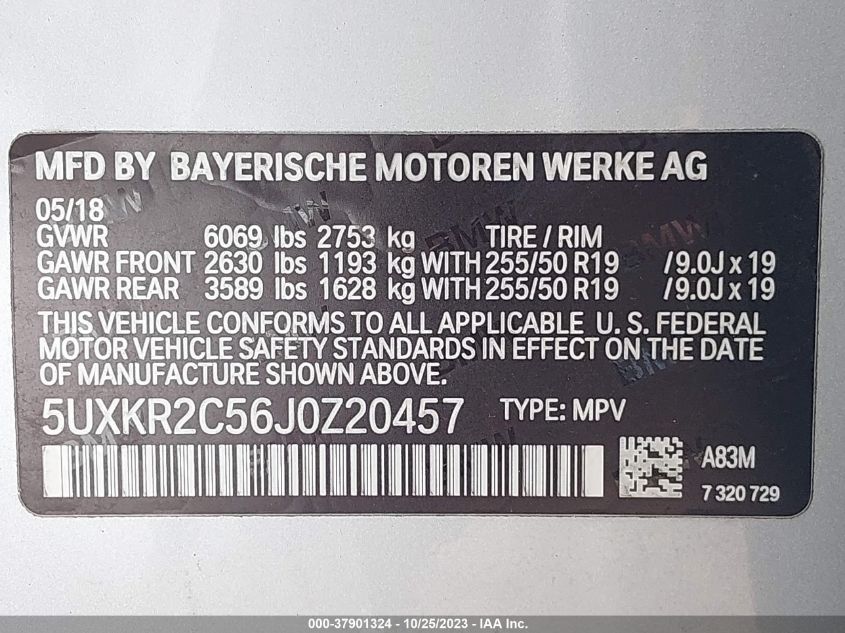 MFD BY BAYERISCHE MOTOREN WERKE AG
05/18
GVWR 6069 lbs 2753 kg TIRE / RIM
GAWR FRONT 2630 lbs 1193 kg WITH 255/50 R19 /9.0J x 19
GAWR REAR 3589 lbs 1628 kg WITH 255/50 R19 /9.0J x 19
THIS VEHICLE CONFORMS TO ALL APPLICABLE U. S. FEDERAL
MOTOR VEHICLE SAFETY STANDARDS IN EFFECT ON THE DATE
OF MANUFACTURE SHOWN ABOVE.
5UXKR2C56J0Z20457 TYPE: MPV
A83M
7 320 729
000-37901324 - 10/25/2023 - IAA Inc.